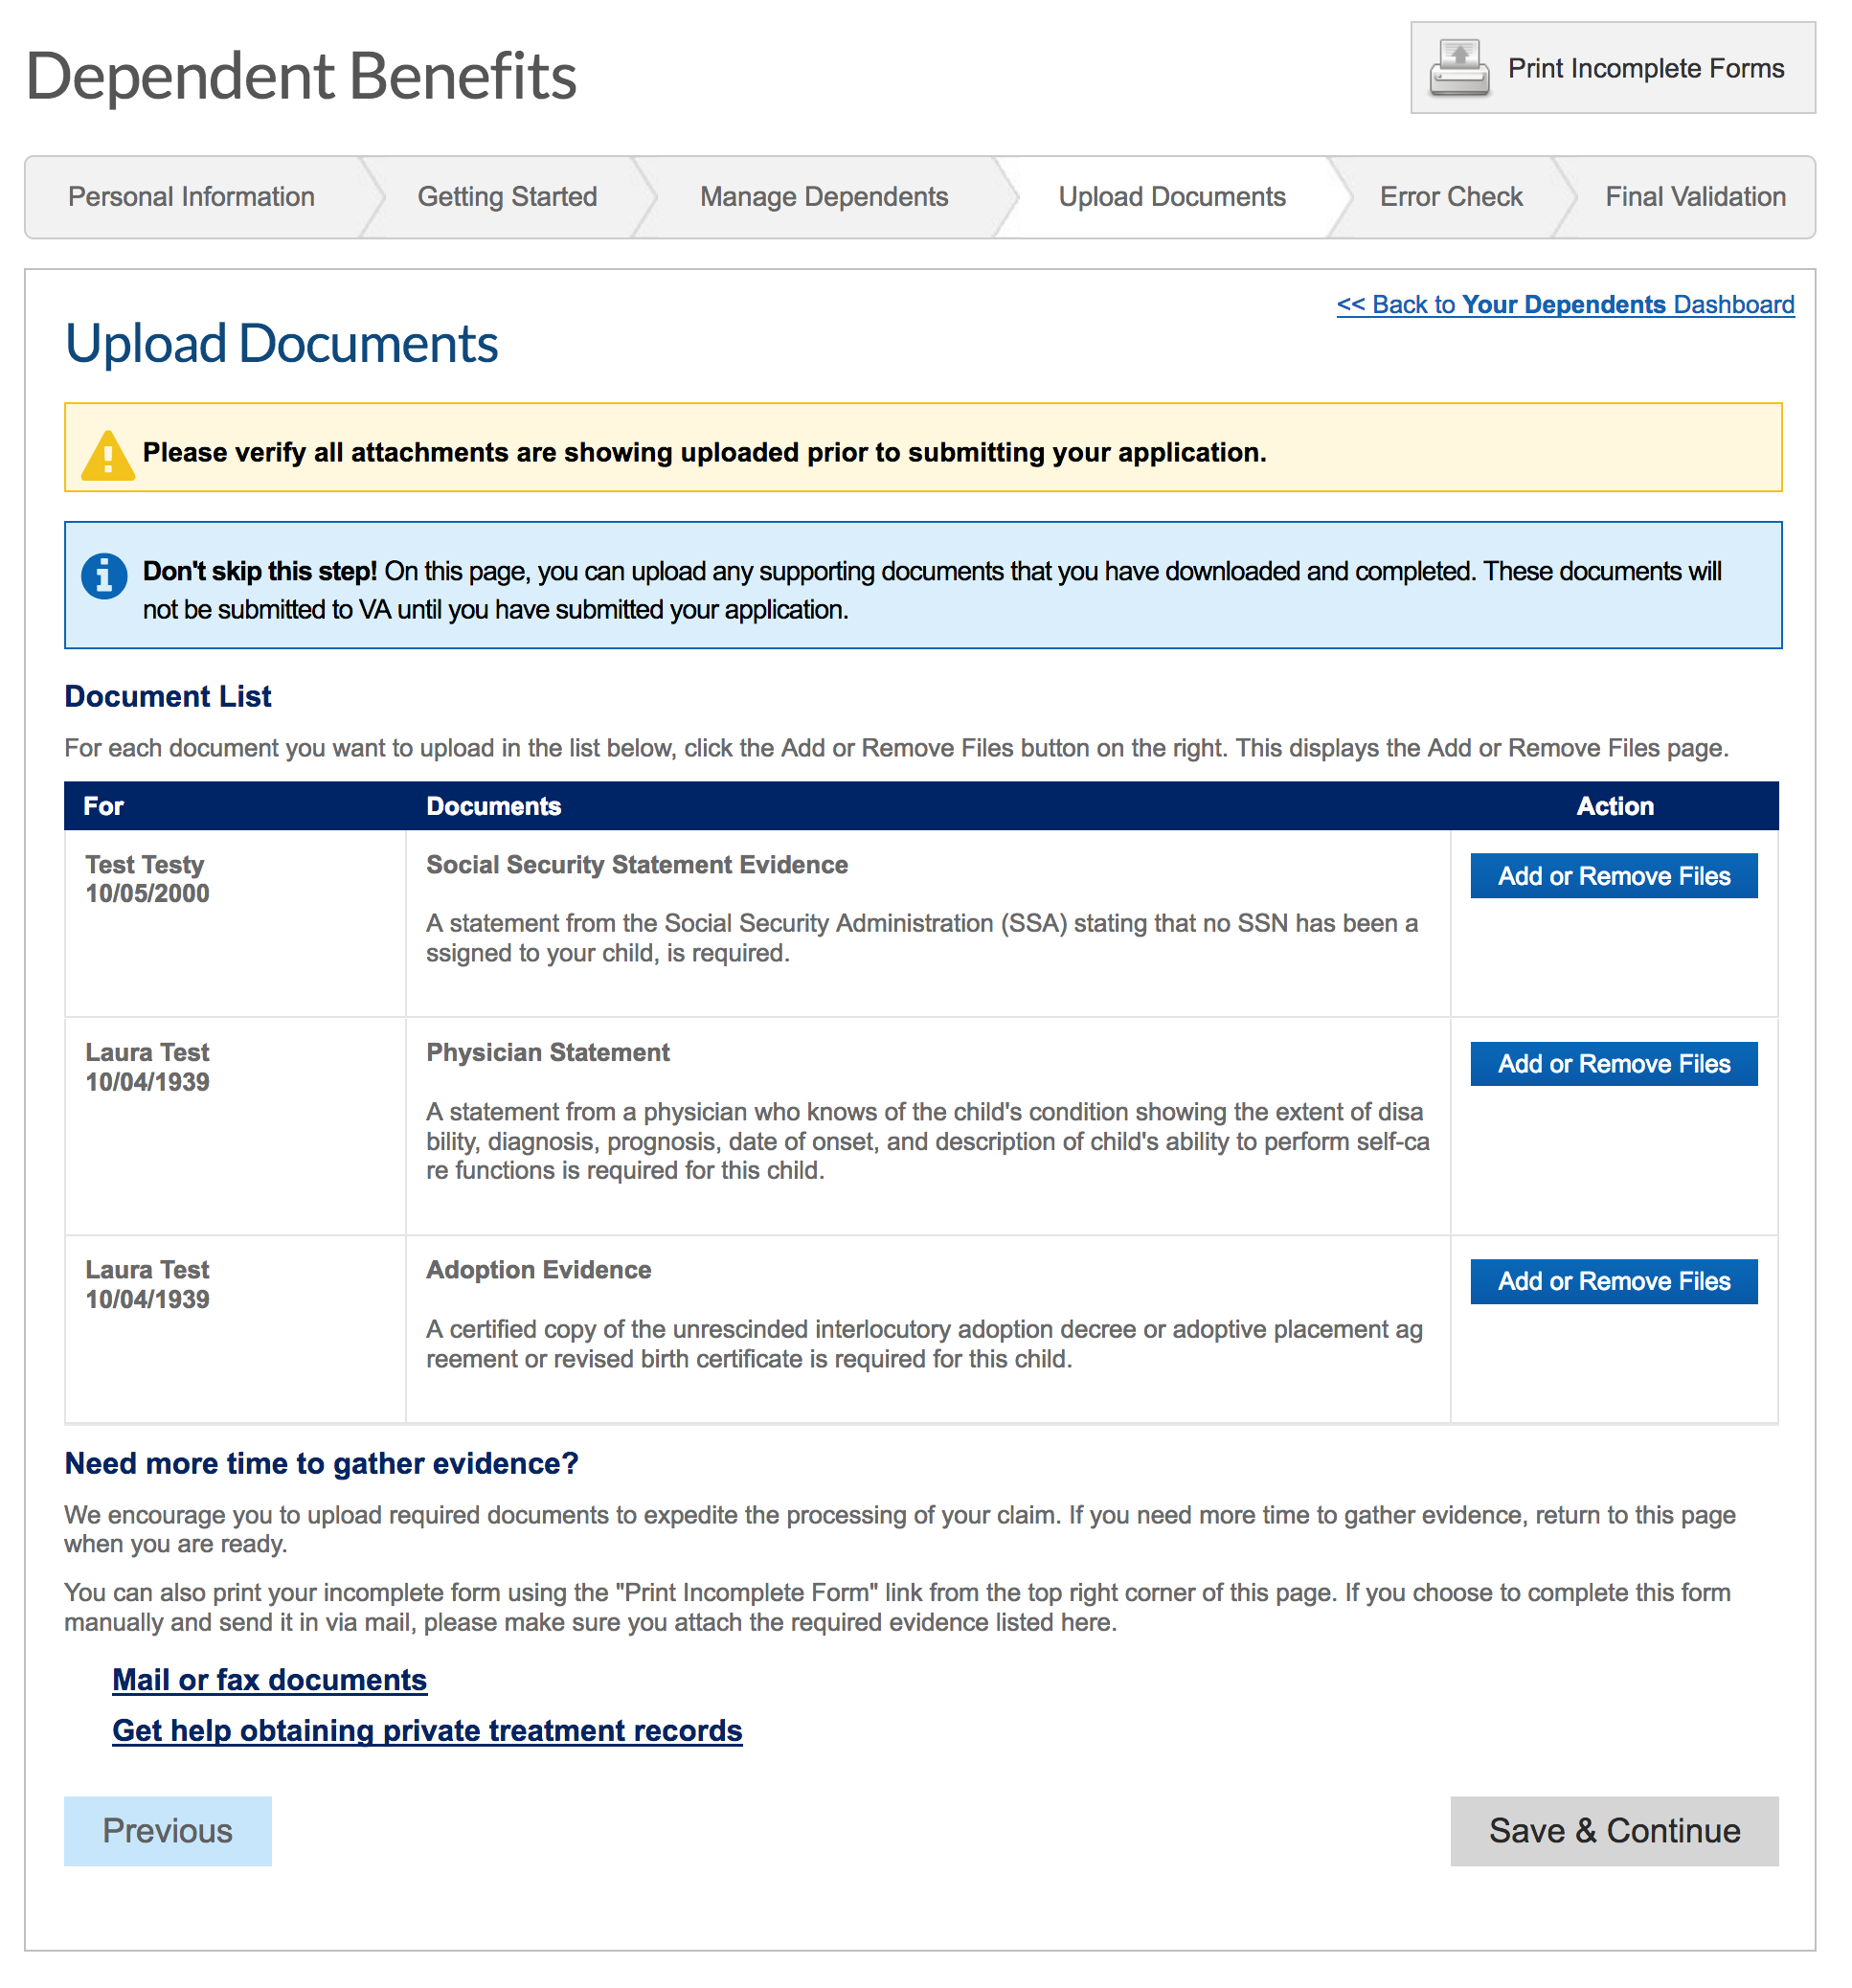 Dependent Benefits
Print Incomplete Forms
Personal Information
Getting Started
Manage Dependents
Upload Documents
Error Check
Final Validation
<< Back to Your Dependents Dashboard
Upload Documents
Please verify all attachments are showing uploaded prior to submitting your application.
Don't skip this step! On this page, you can upload any supporting documents that you have downloaded and completed. These documents will
not be submitted to VA until you have submitted your application.
Document List
For each document you want to upload in the list below, click the Add or Remove Files button on the right. This displays the Add or Remove Files page.
For
Documents
Action
Test Testy
10/05/2000
Social Security Statement Evidence
A statement from the Social Security Administration (SSA) stating that no SSN has been a
ssigned to your child, is required.
Add or Remove Files
Laura Test
10/04/1939
Physician Statement
A statement from a physician who knows of the child's condition showing the extent of disa
bility, diagnosis, prognosis, date of onset, and description of child's ability to perform self-ca
re functions is required for this child.
Add or Remove Files
Laura Test
10/04/1939
Adoption Evidence
A certified copy of the unrescinded interlocutory adoption decree or adoptive placement ag
reement or revised birth certificate is required for this child.
Add or Remove Files
Need more time to gather evidence?
We encourage you to upload required documents to expedite the processing of your claim. If you need more time to gather evidence, return to this page
when you are ready.
You can also print your incomplete form using the "Print Incomplete Form" link from the top right corner of this page. If you choose to complete this form
manually and send it in via mail, please make sure you attach the required evidence listed here.
Mail or fax documents
Get help obtaining private treatment records
Previous
Save & Continue